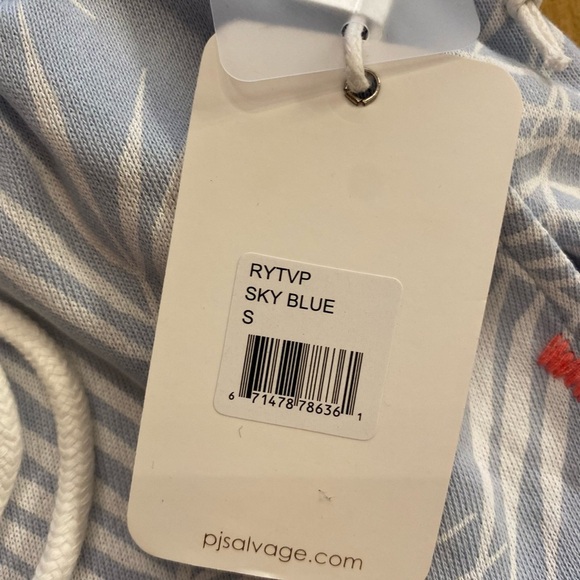 RYTVP
SKY BLUE
S
6 71478 78636 1
pjsalvage.com